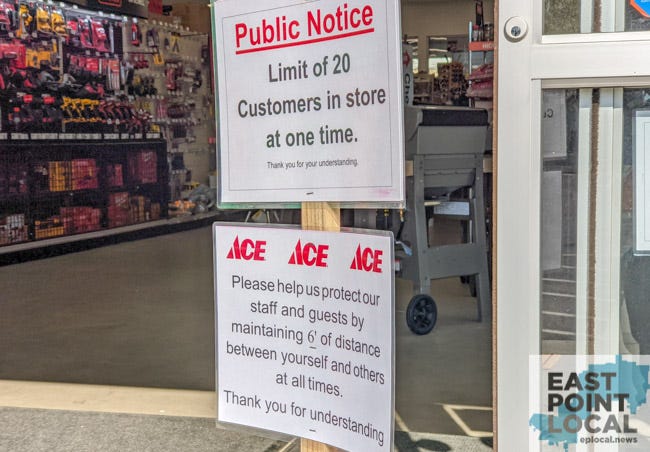 Public Notice
Limit of 20
Customers in store
at one time.
Thank you for your understanding.
ACE ACE ACE
Please help us protect our
staff and guests by
maintaining 6' of distance
between yourself and others
at all times.
Thank you for understanding
EAST
POINT
LOCAL
eplocal.news